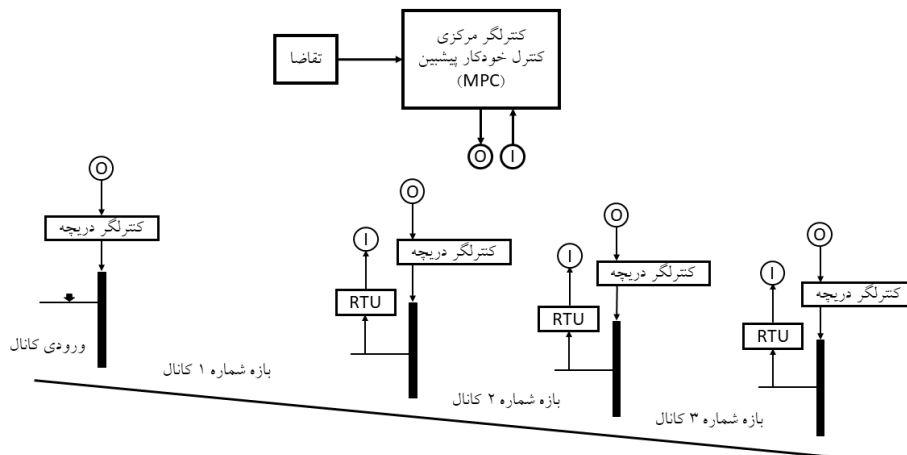 تقاضا
کنترلگر مرکزی
کنترل خودکار پیشبین
(MPC)
O
I
O
کنترلگر دریچه
ورودی کانال
بازه شماره ۱ کانال
O
کنترلگر دریچه
I
RTU
بازه شماره ۲ کانال
O
کنترلگر دریچه
I
RTU
بازه شماره ۳ کانال
O
کنترلگر دریچه
I
RTU